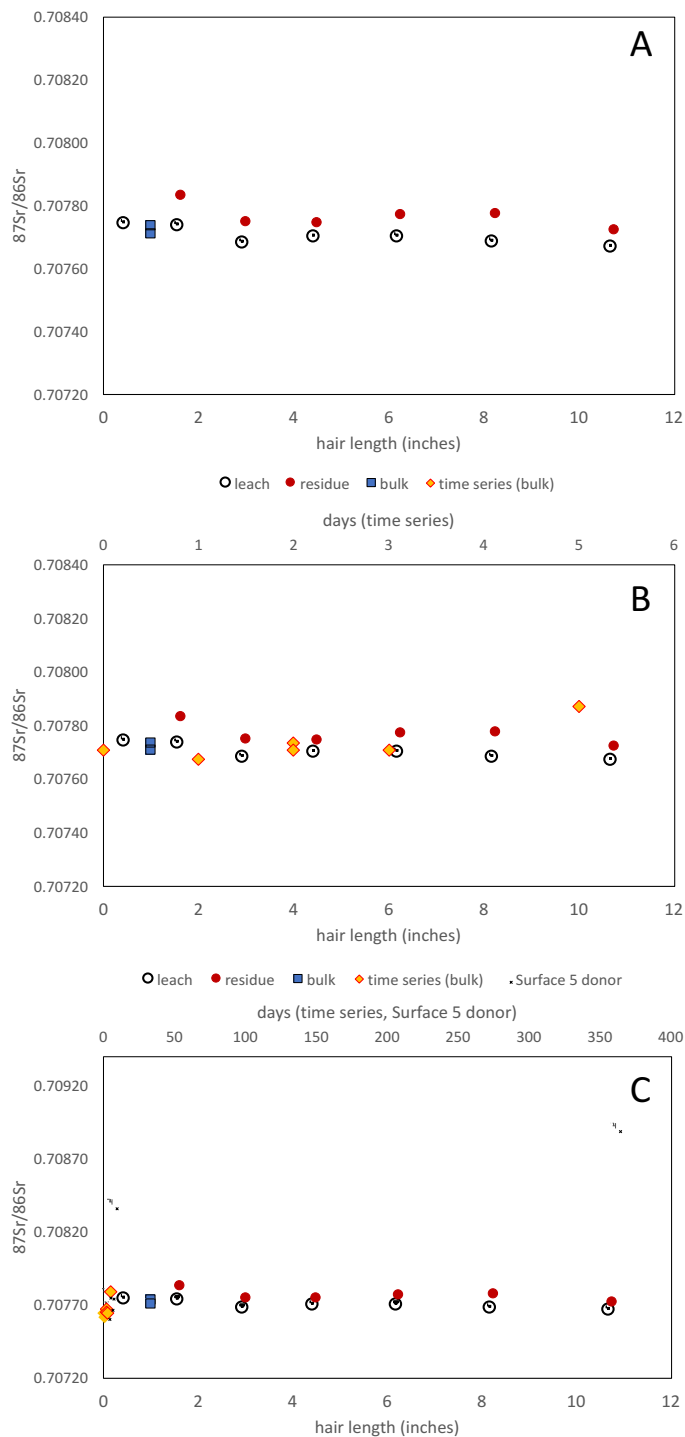 A
0.70840
0.70820
0.70800
0.70780
0.70760
0.70740
0.70720
87Sr/86Sr
0 2 4 6 8 10 12
hair length (inches)
leach residue bulk time series (bulk)
days (time series)
0 1 2 3 4 5 6
B
0.70840
0.70820
0.70800
0.70780
0.70760
0.70740
0.70720
87Sr/86Sr
0 2 4 6 8 10 12
hair length (inches)
leach residue bulk time series (bulk) Surface 5 donor
days (time series, Surface 5 donor)
0 50 100 150 200 250 300 350 400
C
0.70920
0.70870
0.70820
0.70770
0.70720
87Sr/86Sr
0 2 4 6 8 10 12
hair length (inches)